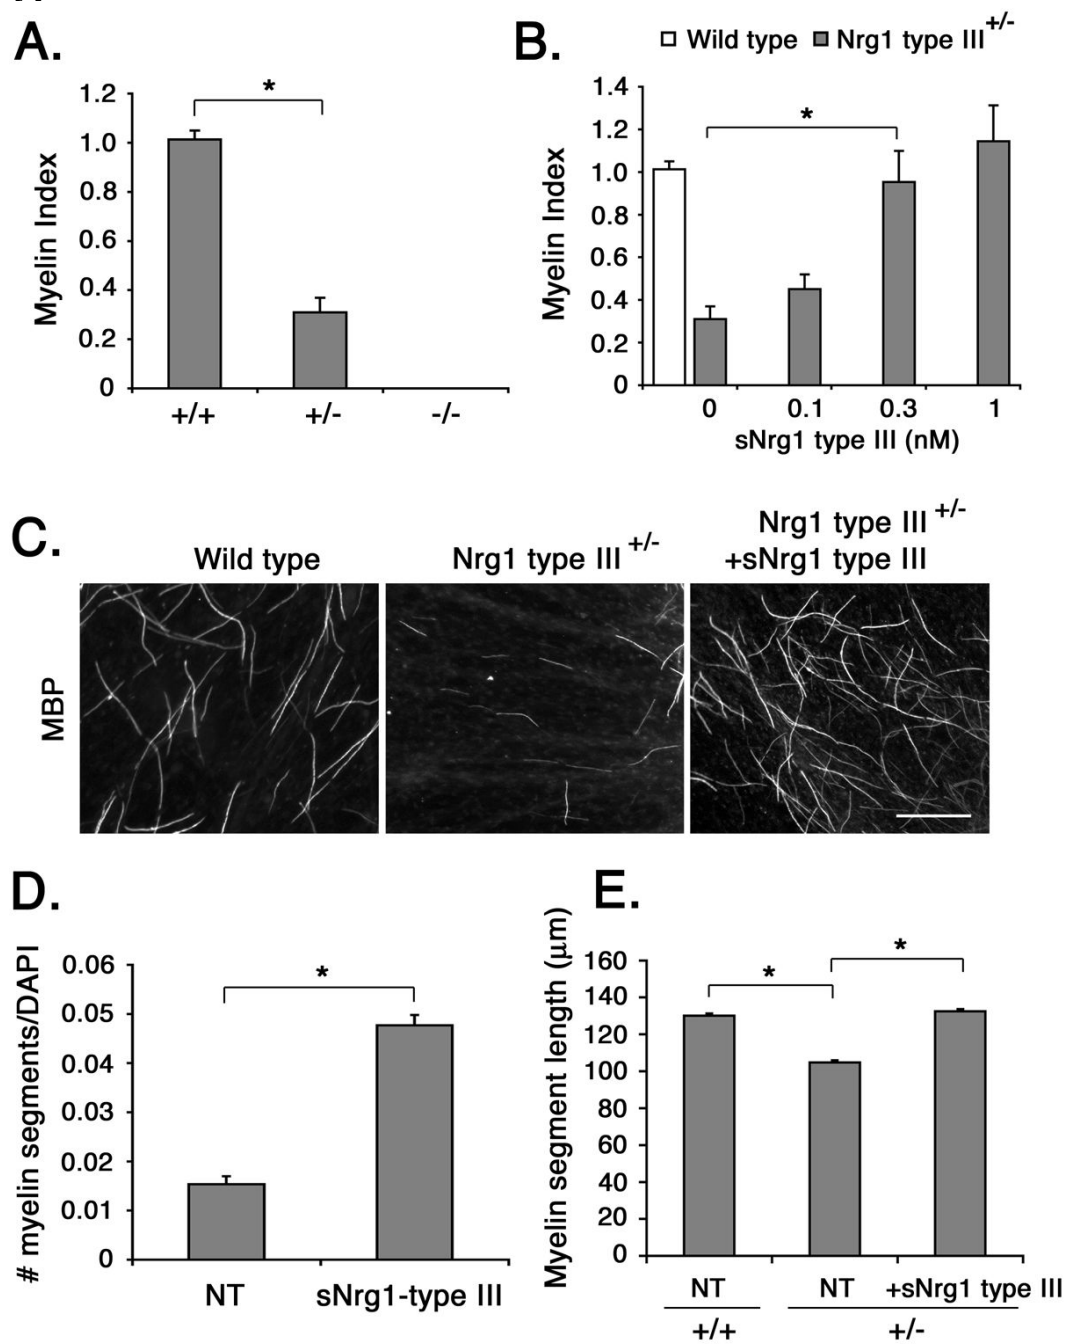 A.
Myelin Index
1.2
1.0
0.8
0.6
0.4
0.2
0
*
+/+ +/- -/-
B.
Wild type Nrg1 type III +/-
Myelin Index
1.4
1.2
1.0
0.8
0.6
0.4
0.2
0
*
0 0.1 0.3 1
sNrg1 type III (nM)
C.
Wild type
Nrg1 type III +/-
Nrg1 type III +/-
+sNrg1 type III
MBP
D.
# myelin segments/DAPI
0.06
0.05
0.04
0.03
0.02
0.01
0
*
NT sNrg1-type III
E.
Myelin segment length (μm)
160
140
120
100
80
60
40
20
0
*
*
NT NT +sNrg1 type III
+/+ +/-